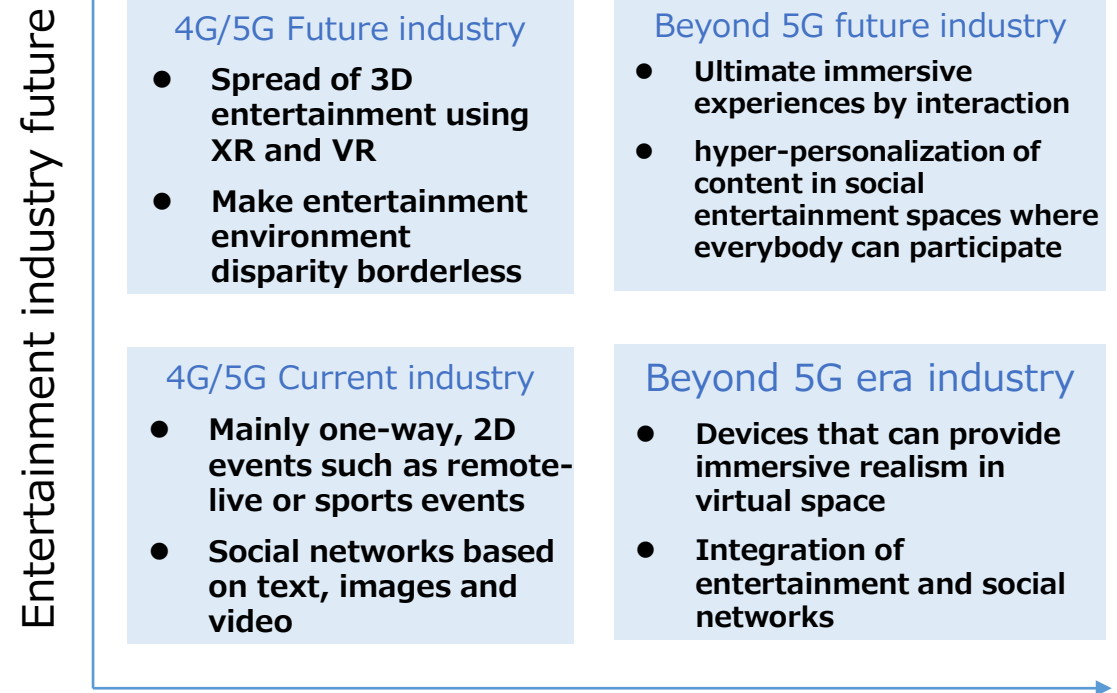 Entertainment industry future
4G/5G Future industry
● Spread of 3D
entertainment using
XR and VR
● Make entertainment
environment
disparity borderless
Beyond 5G future industry
● Ultimate immersive
experiences by interaction
● hyper-personalization of
content in social
entertainment spaces where
everybody can participate
4G/5G Current industry
● Mainly one-way, 2D
events such as remote-
live or sports events
● Social networks based
on text, images and
video
Beyond 5G era industry
● Devices that can provide
immersive realism in
virtual space
● Integration of
entertainment and social
networks